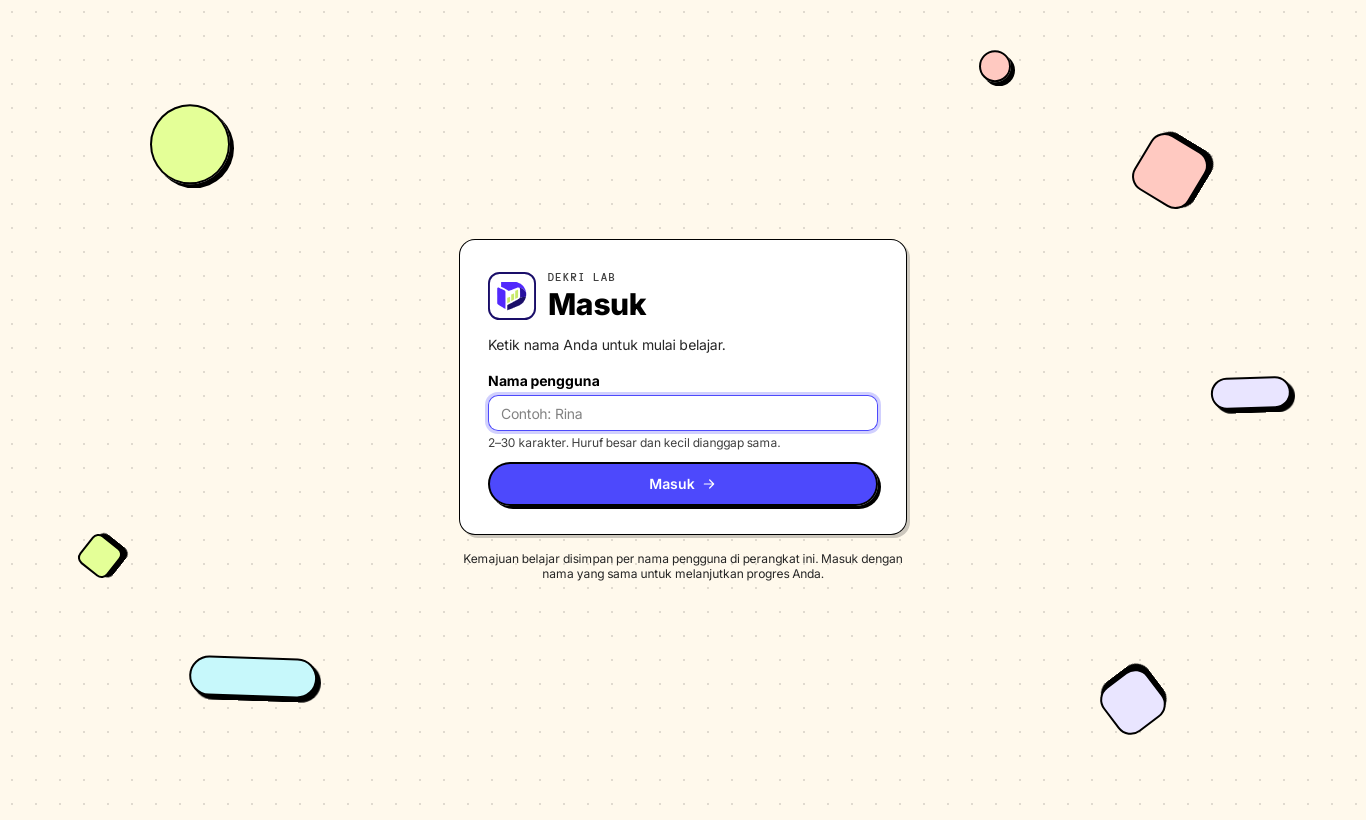 DEKRI LAB
Masuk
Ketik nama Anda untuk mulai belajar.
Nama pengguna
Contoh: Rina
2–30 karakter. Huruf besar dan kecil dianggap sama.
Masuk →
Kemajuan belajar disimpan per nama pengguna di perangkat ini. Masuk dengan
nama yang sama untuk melanjutkan progres Anda.